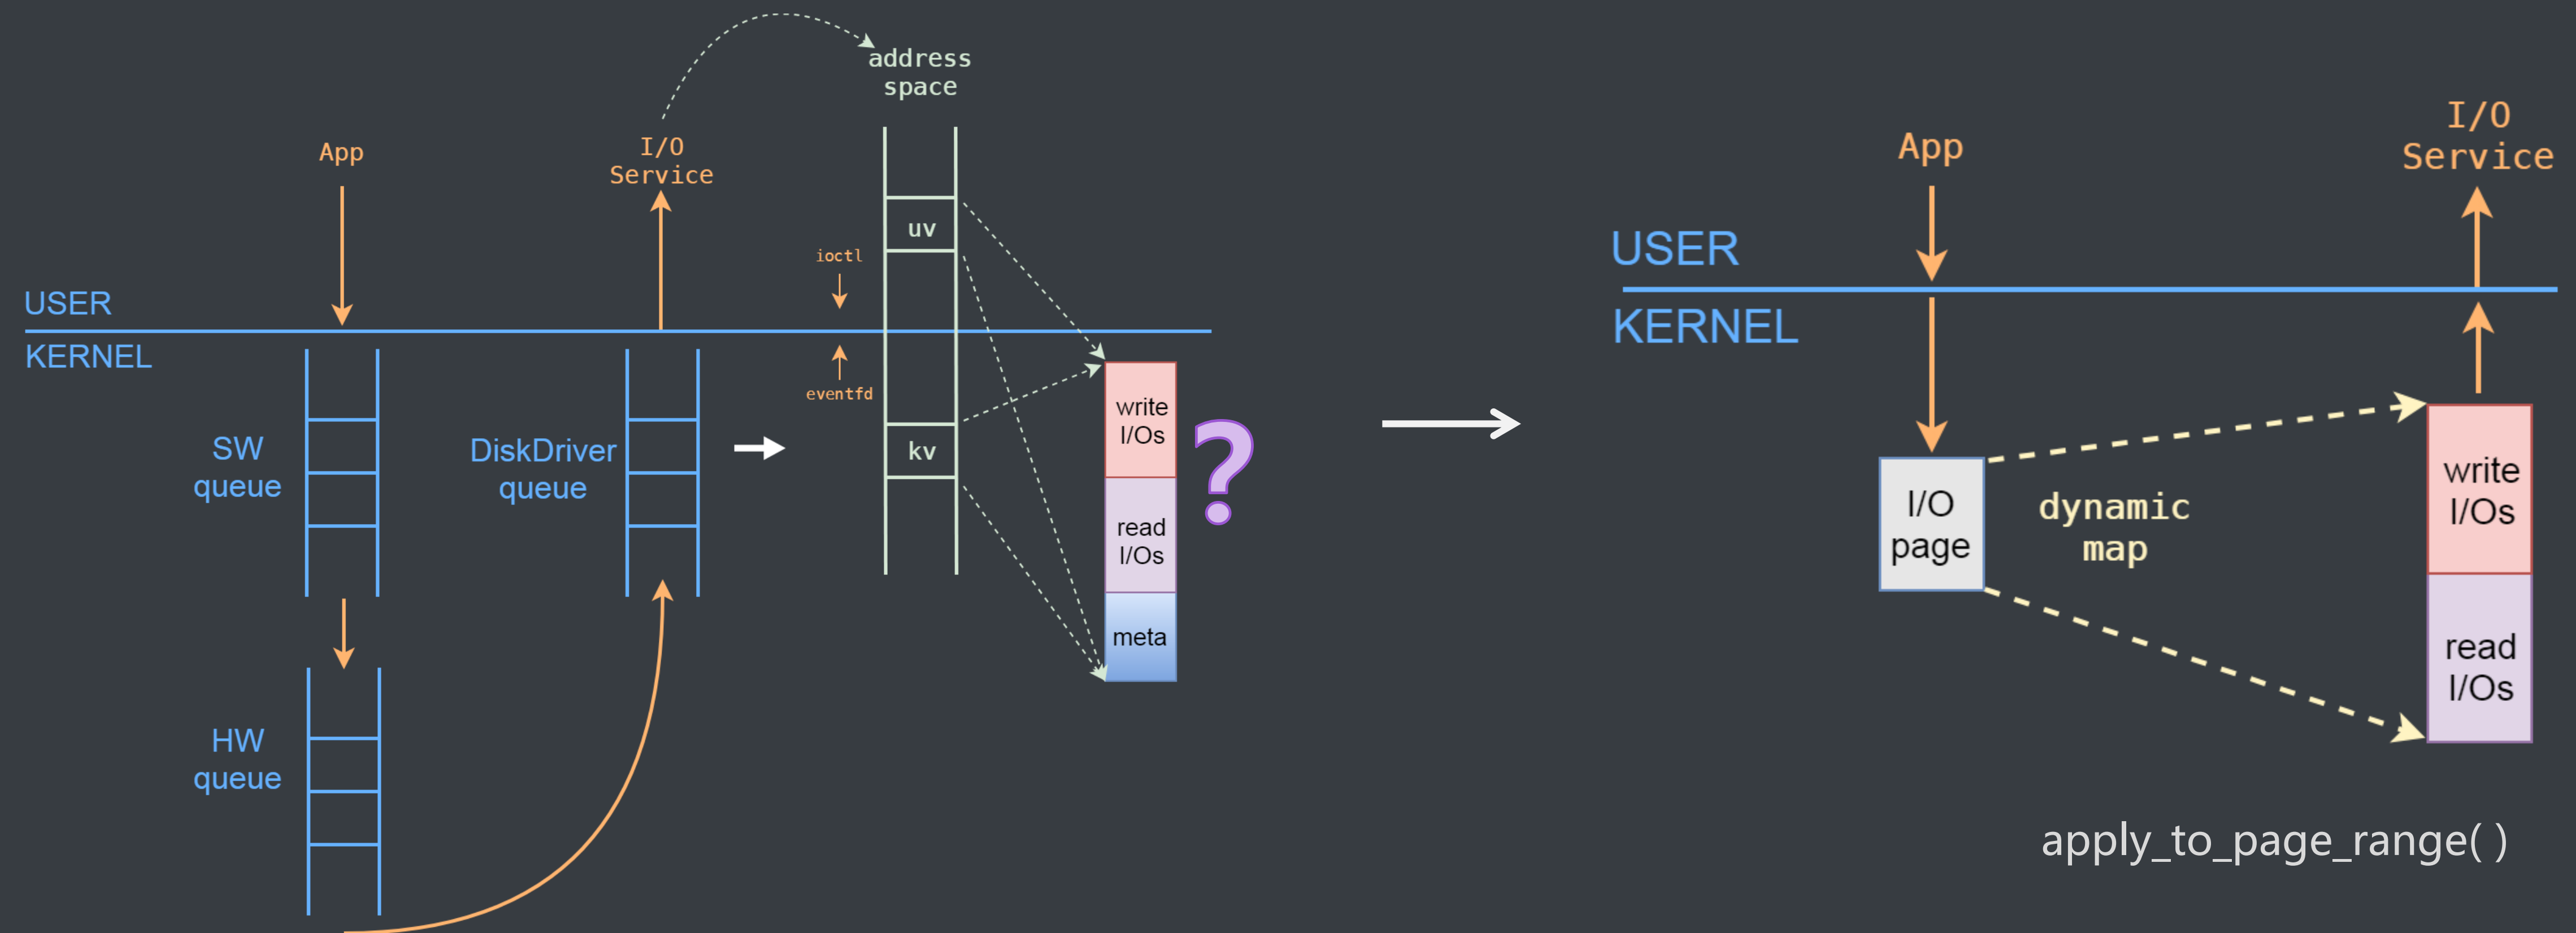 address
space
App
I/O
Service
uv
ioctl
USER
KERNEL
eventfd
SW
queue
DiskDriver
queue
kv
write
I/Os
?
read
I/Os
meta
HW
queue
App
I/O
Service
USER
KERNEL
I/O
page
dynamic
map
write
I/Os
read
I/Os
apply_to_page_range( )